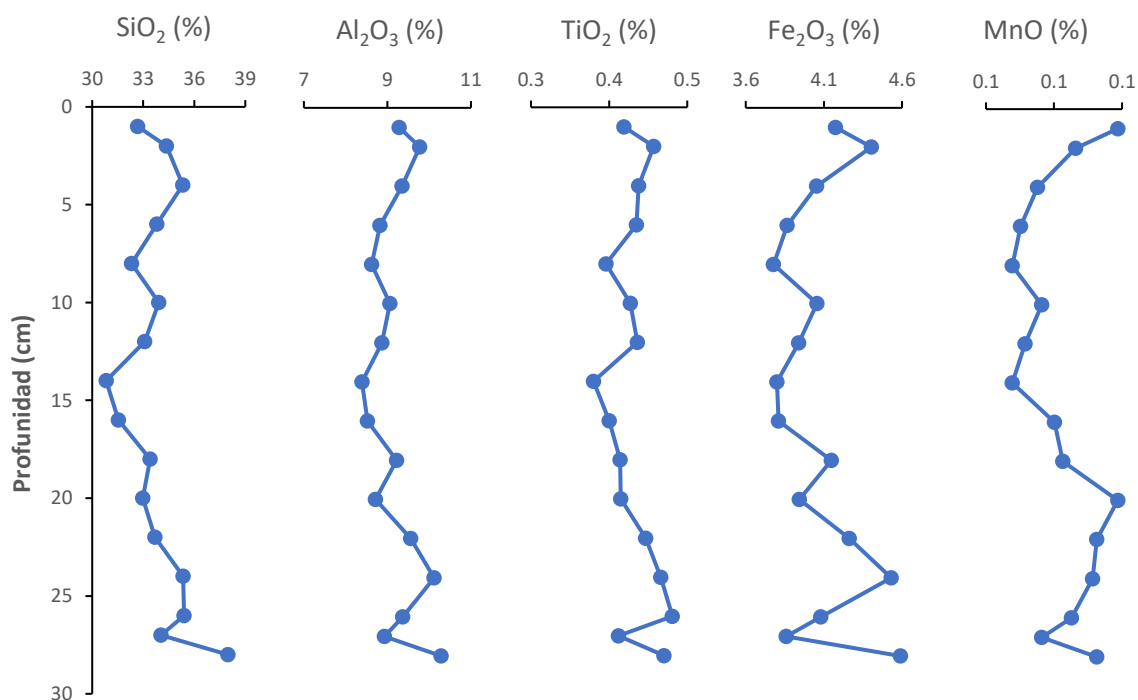 SiO₂ (%) Al₂O₃ (%) TiO₂ (%) Fe₂O₃ (%) MnO (%)
30 33 36 39 7 9 11 0.3 0.4 0.5 3.6 4.1 4.6 0.1 0.1 0.1
0
5
10
15
20
25
30
Profunidad (cm)